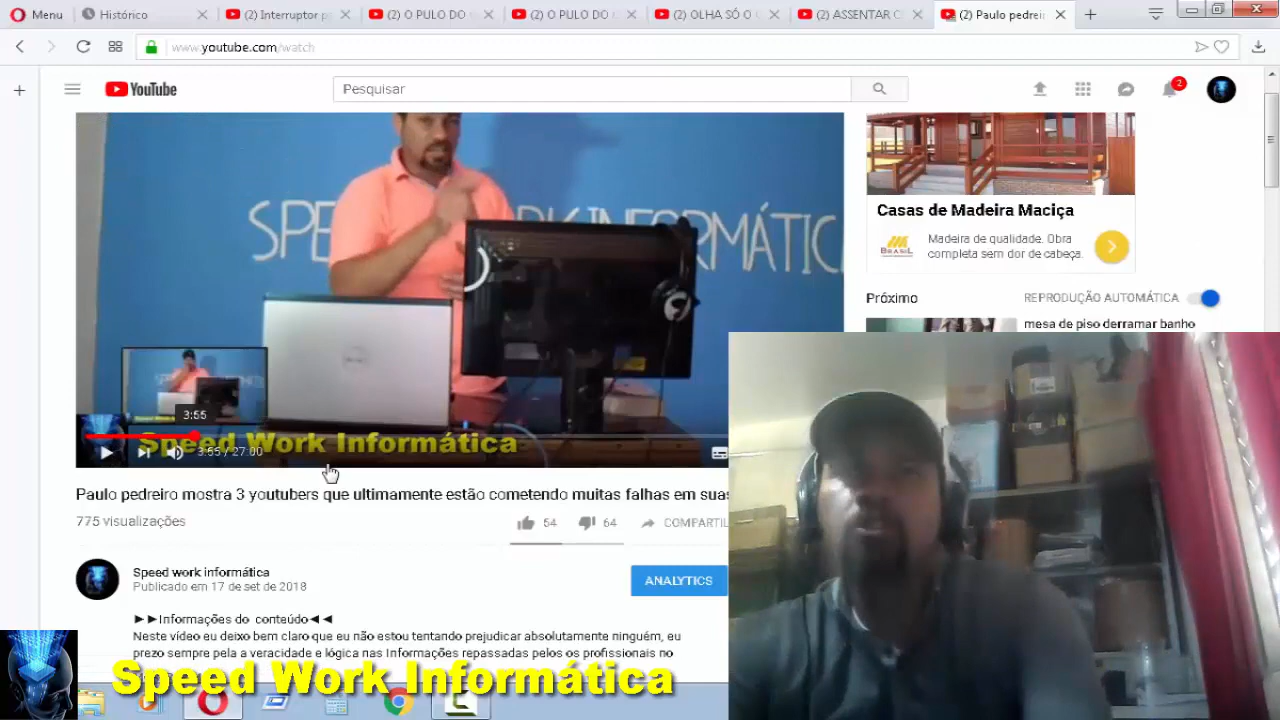 Menu
Histórico
(2) Interruptor p
(2) O PULO DO
(2) O PULO DO
(2) OLHA SÓ O
(2) ASSENTAR C
(2) Paulo pedrei
www.youtube.com/watch
YouTube
Pesquisar
2
SPE
RK INFORMÁTIC
Casas de Madeira Maciça
BRASIL
Madeira de qualidade. Obra
completa sem dor de cabeça.
Próximo
REPRODUÇÃO AUTOMÁTICA
mesa de piso derramar banho
3:55
Speed Work Informática
3:55 / 27:00
Paulo pedreiro mostra 3 youtubers que ultimamente estão cometendo muitas falhas em suas
775 visualizações
54
64
COMPARTIL
Speed work informática
Publicado em 17 de set de 2018
ANALYTICS
►►Informações do conteúdo◄◄
Neste vídeo eu deixo bem claro que eu não estou tentando prejudicar absolutamente ninguém, eu
prezo sempre pela a veracidade e lógica nas Informações repassadas pelos os profissionais no
Speed Work Informática